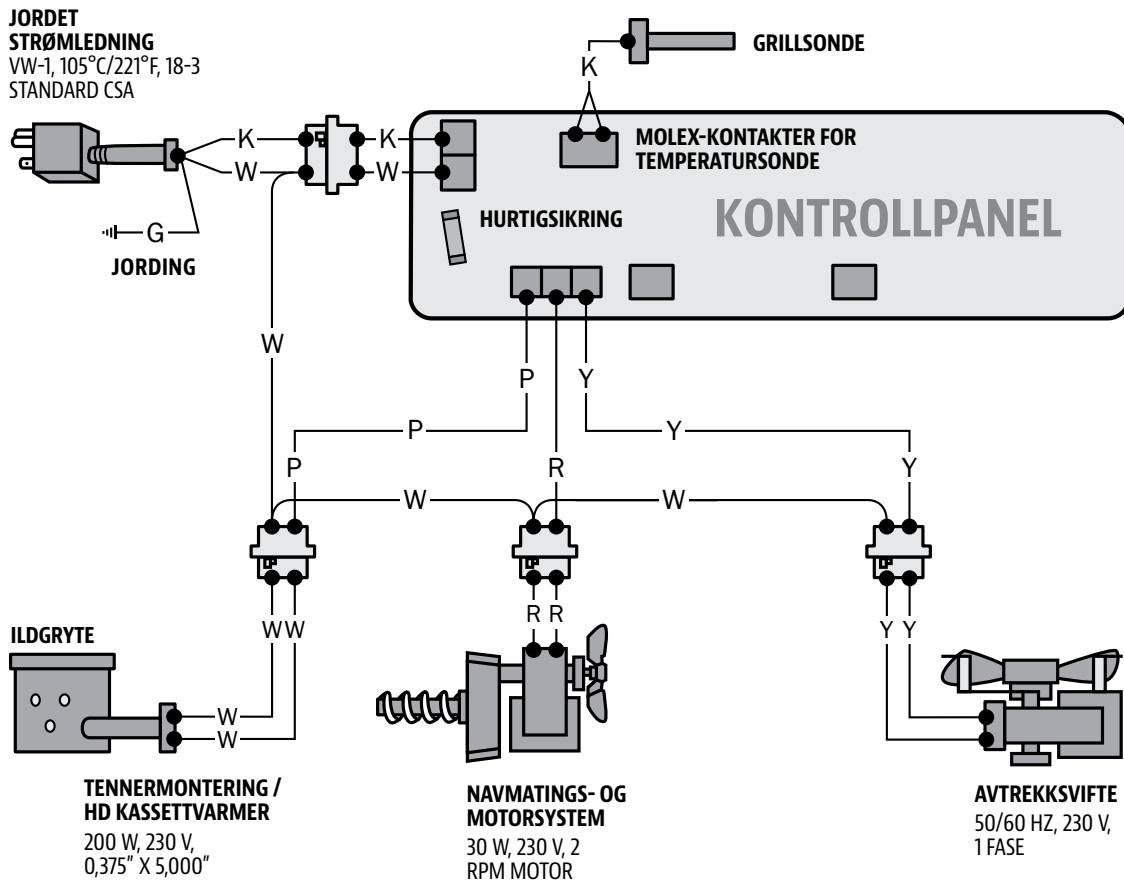 JORDET
STRØMLEDNING
VW-1, 105°C/221°F, 18-3
STANDARD CSA
GRILLSONDE
K
K
K
W
W
MOLEX-KONTAKTER FOR
TEMPERATURSONDE
HURTIGSIKRING
KONTROLLPANEL
G
JORDING
W
P
Y
P
Y
P
R
Y
W
W
R R
WW
Y Y
ILDGRYTE
W
W
TENNERMONTERING /
HD KASSETTVARMER
200 W, 230 V,
0,375" X 5,000"
NAVMATINGS- OG
MOTORSYSTEM
30 W, 230 V, 2
RPM MOTOR
AVTREKKSVIFTE
50/60 HZ, 230 V,
1 FASE